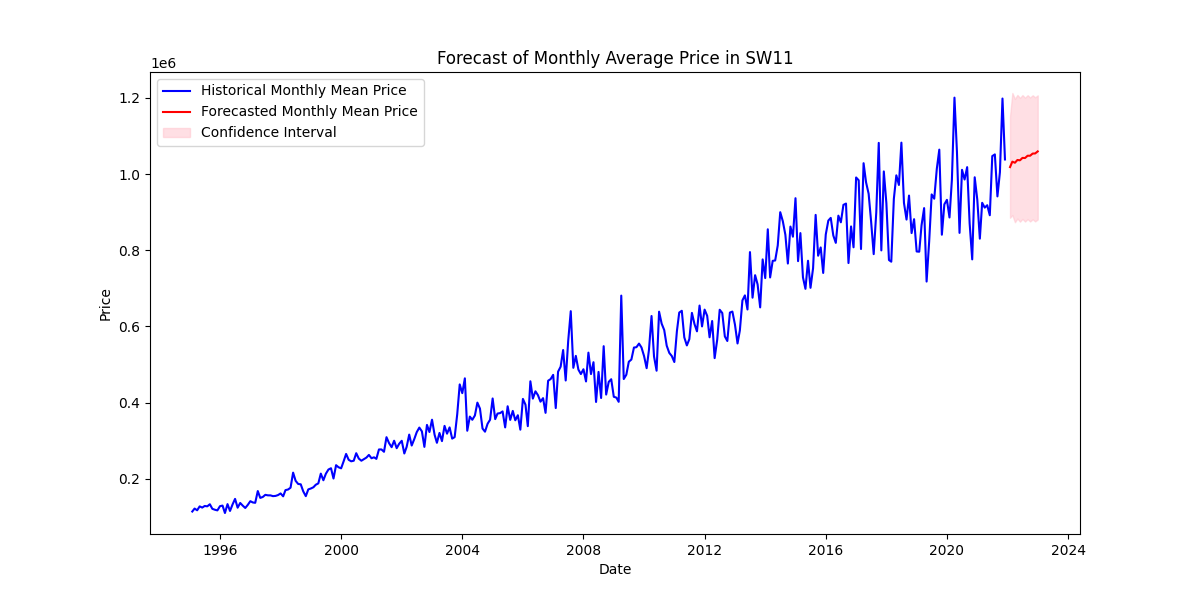 Forecast of Monthly Average Price in SW11
1e6
Historical Monthly Mean Price
Forecasted Monthly Mean Price
Confidence Interval
1.2
1.0
0.8
0.6
0.4
0.2
Price
1996 2000 2004 2008 2012 2016 2020 2024
Date